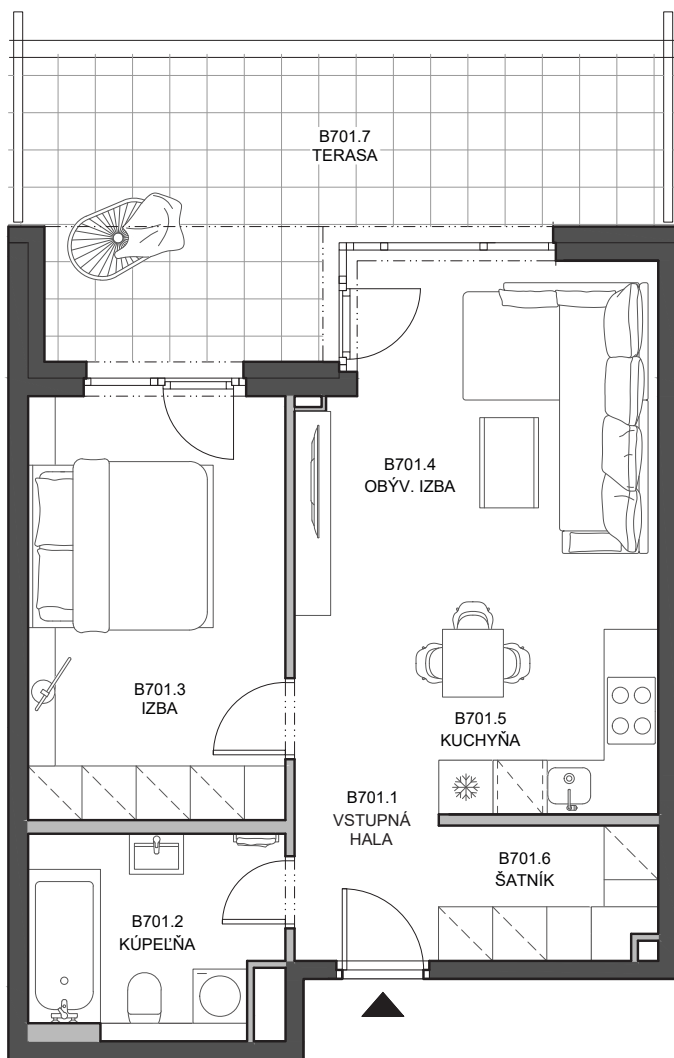 B701.7
TERASA
B701.4
OBÝV. IZBA
B701.3
IZBA
B701.5
KUCHYŇA
B701.1
VSTUPNÁ
HALA
B701.6
ŠATNÍK
B701.2
KÚPEĽŇA